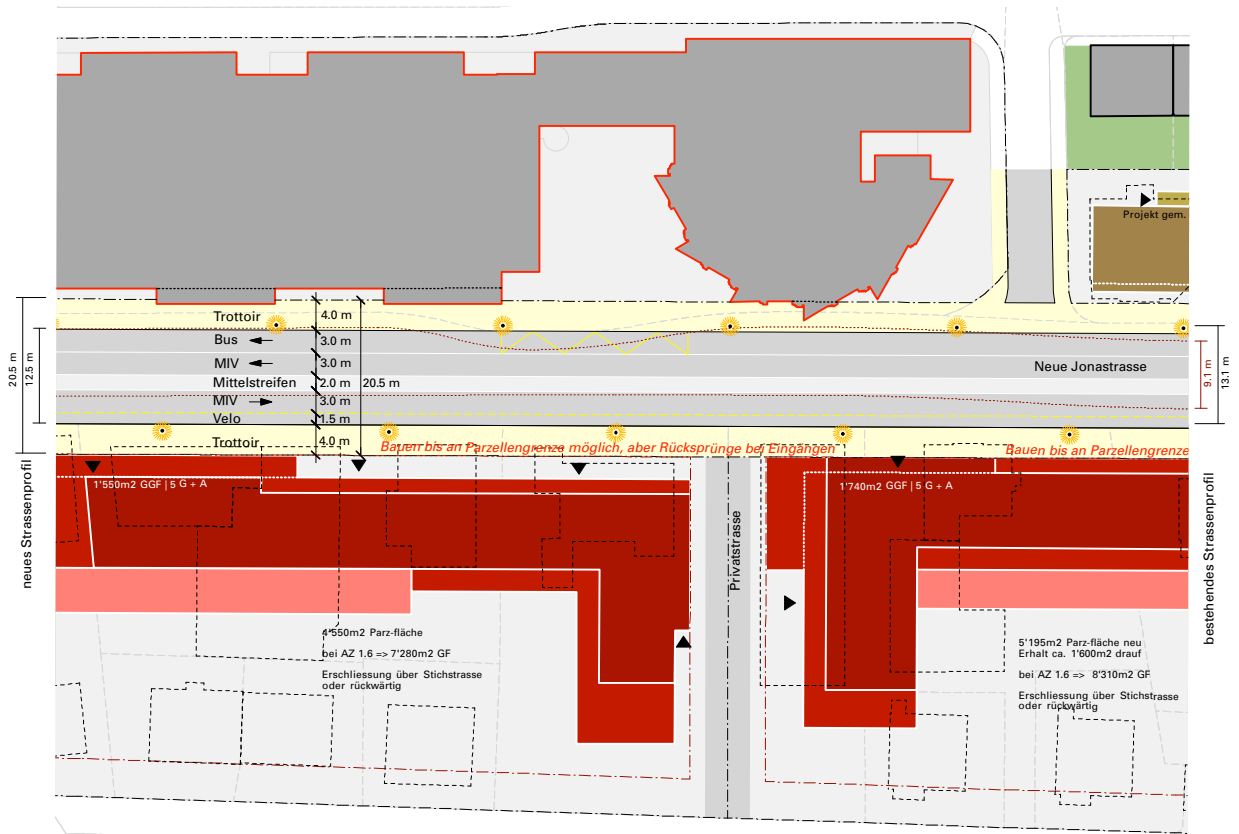 Projekt gem.
Trottoir 4.0 m
Bus 3.0 m
MIV 3.0 m
Mittelstreifen 2.0 m 20.5 m
MIV 3.0 m
Velo 1.5 m
Trottoir 4.0 m
20.5 m
12.5 m
neues Strassenprofil
Neue Jonastrasse
9.1 m
13.1 m
bestehendes Strassenprofil
Bauen bis an Parzellengrenze möglich, aber Rücksprünge bei Eingängen
Bauen bis an Parzellengrenze
1'550m2 GGF | 5 G + A
1'740m2 GGF | 5 G + A
Privatstrasse
4'550m2 Parz-fläche
bei AZ 1.6 => 7'280m2 GF
Erschliessung über Stichstrasse
oder rückwärtig
5'195m2 Parz-fläche neu
Erhalt ca. 1'600m2 drauf
bei AZ 1.6 => 8'310m2 GF
Erschliessung über Stichstrasse
oder rückwärtig